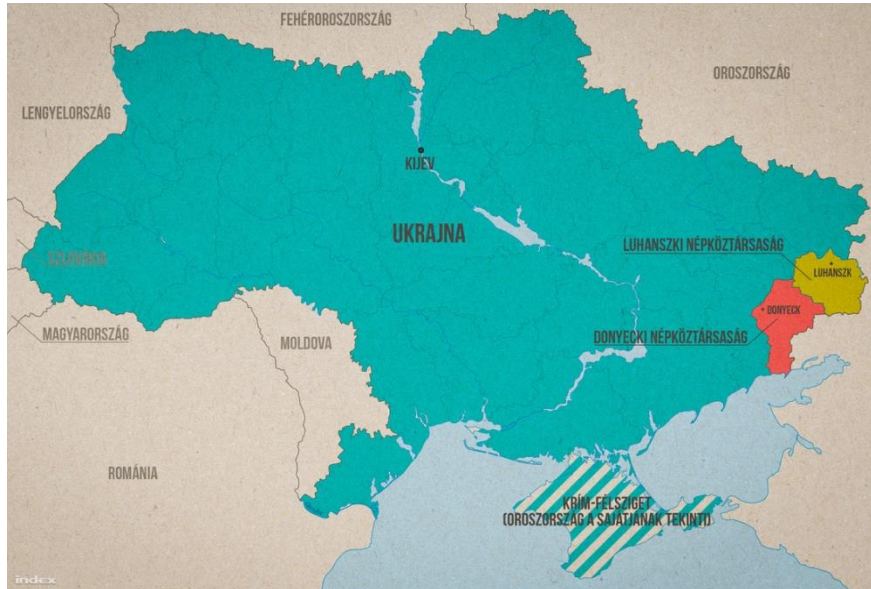 FEHÉROROSZORSZÁG
OROSZORSZÁG
LENGYELORSZÁG
KIJEV
UKRAJNA
LUHANSZKI NÉPKÖZTÁRSASÁG
SZLOVÁKIA
LUHANSZK
DONYECK
MAGYARORSZÁG
DONYECKI NÉPKÖZTÁRSASÁG
MOLDOVA
ROMÁNIA
KRÍM-FÉLSZIGET
(OROSZORSZÁG A SAJÁTJÁNAK TEKINTI)
index